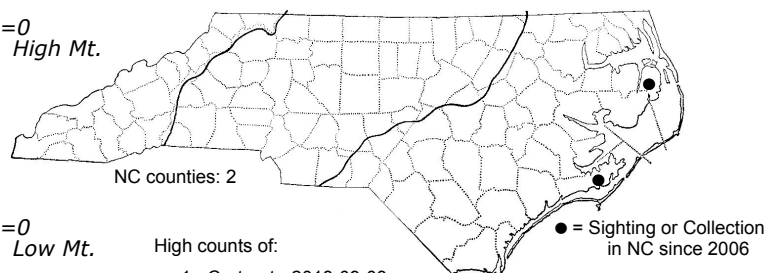 =0
High Mt.
NC counties: 2
=0
Low Mt.
High counts of:
● = Sighting or Collection
in NC since 2006